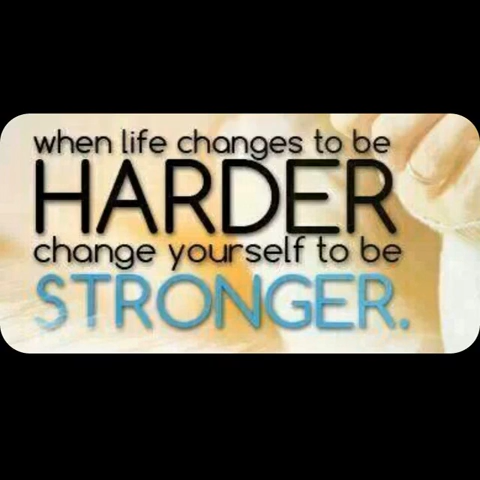 when life changes to be
HARDER
change yourself to be
STRONGER.